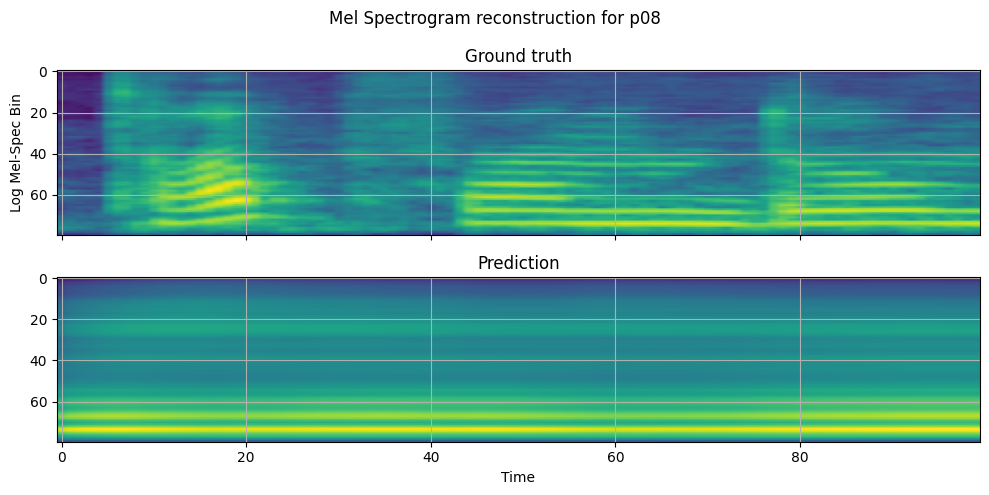 Mel Spectrogram reconstruction for p08
Ground truth
Log Mel-Spec Bin
0
20
40
60
Prediction
0
20
40
60
0 20 40 60 80
Time